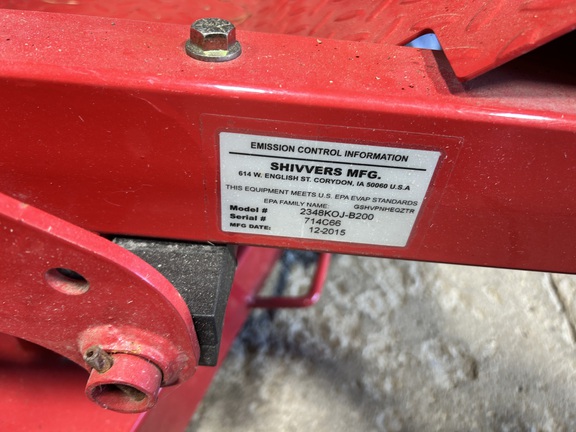 EMISSION CONTROL INFORMATION
SHIVVERS MFG.
614 W. ENGLISH ST. CORYDON, IA 50060 U.S.A
THIS EQUIPMENT MEETS U.S. EPA EVAP STANDARDS
EPA FAMILY NAME: GSHVPNHEQZTR
Model # 2348KOJ-B200
Serial # 714C66
MFG DATE: 12-2015